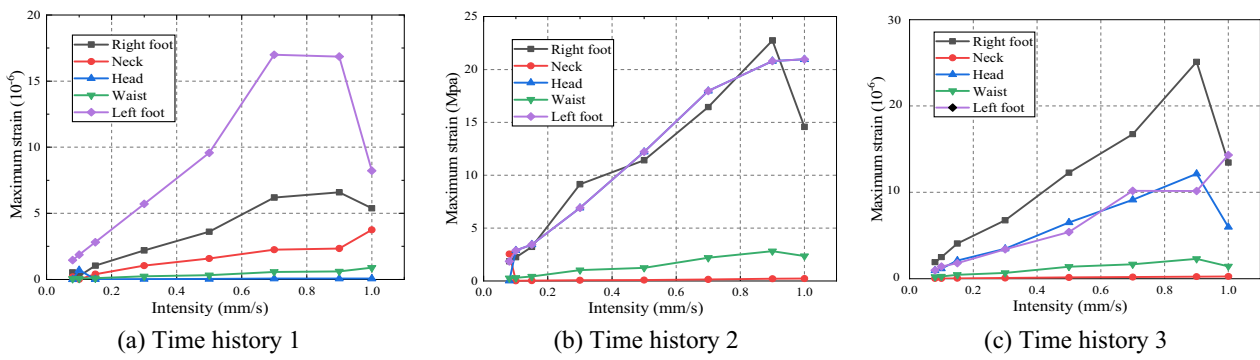 20
15
10
5
0
0.0 0.2 0.4 0.6 0.8 1.0
Maximum strain (10⁻⁶)
Intensity (mm/s)
Right foot
Neck
Head
Waist
Left foot
(a) Time history 1
25
20
15
10
5
0
0.0 0.2 0.4 0.6 0.8 1.0
Maximum strain (Mpa)
Intensity (mm/s)
Right foot
Neck
Head
Waist
Left foot
(b) Time history 2
30
20
10
0
0.0 0.2 0.4 0.6 0.8 1.0
Maximum strain (10⁻⁶)
Intensity (mm/s)
Right foot
Neck
Head
Waist
Left foot
(c) Time history 3